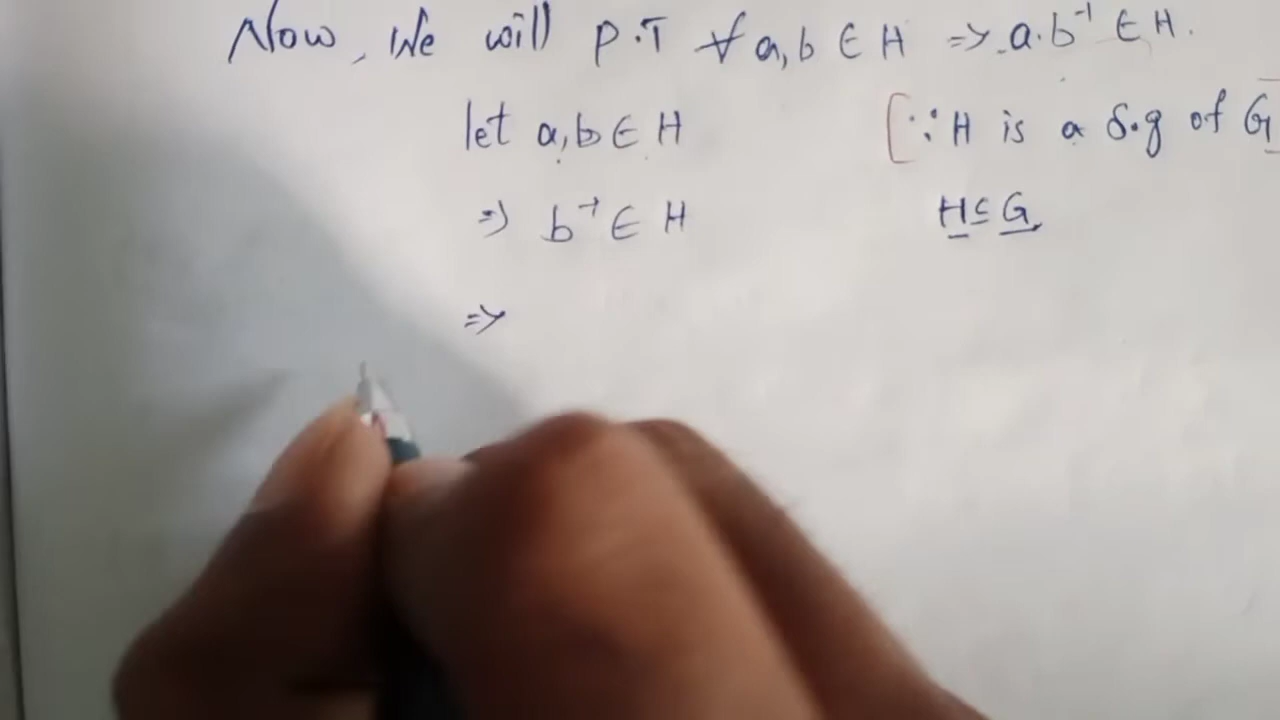 Now, We will P.T ∀ a,b ∈ H ⇒ a.b⁻¹ ∈ H.
let a,b ∈ H [∵ H is a S.g of G
⇒ b⁻¹ ∈ H H ⊆ G.
⇒